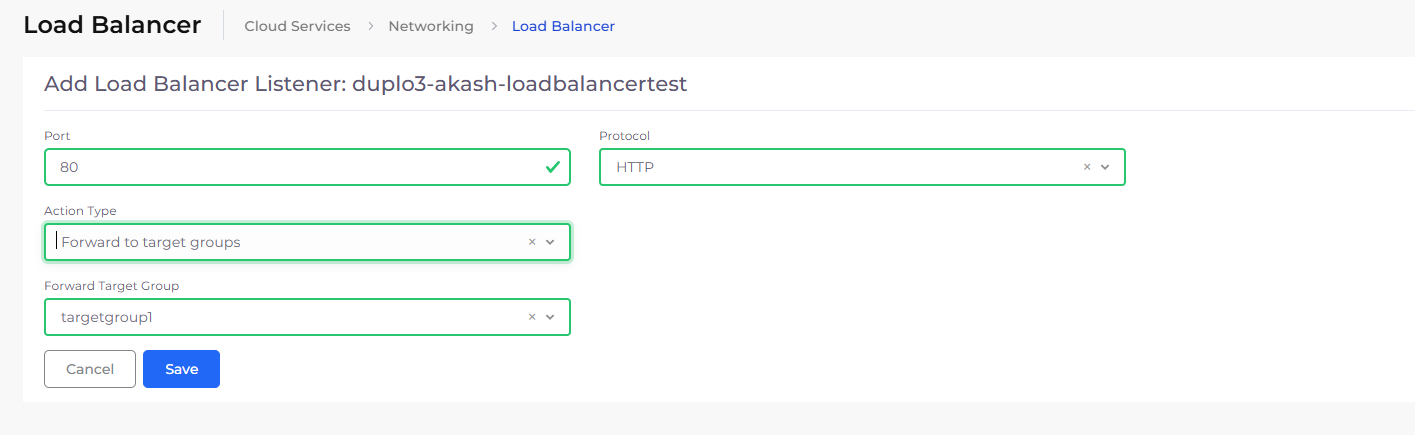 Load Balancer Cloud Services > Networking > Load Balancer
Add Load Balancer Listener: duplo3-akash-loadbalancertest
Port Protocol
80 HTTP
Action Type
Forward to target groups
Forward Target Group
targetgroup1
Cancel Save